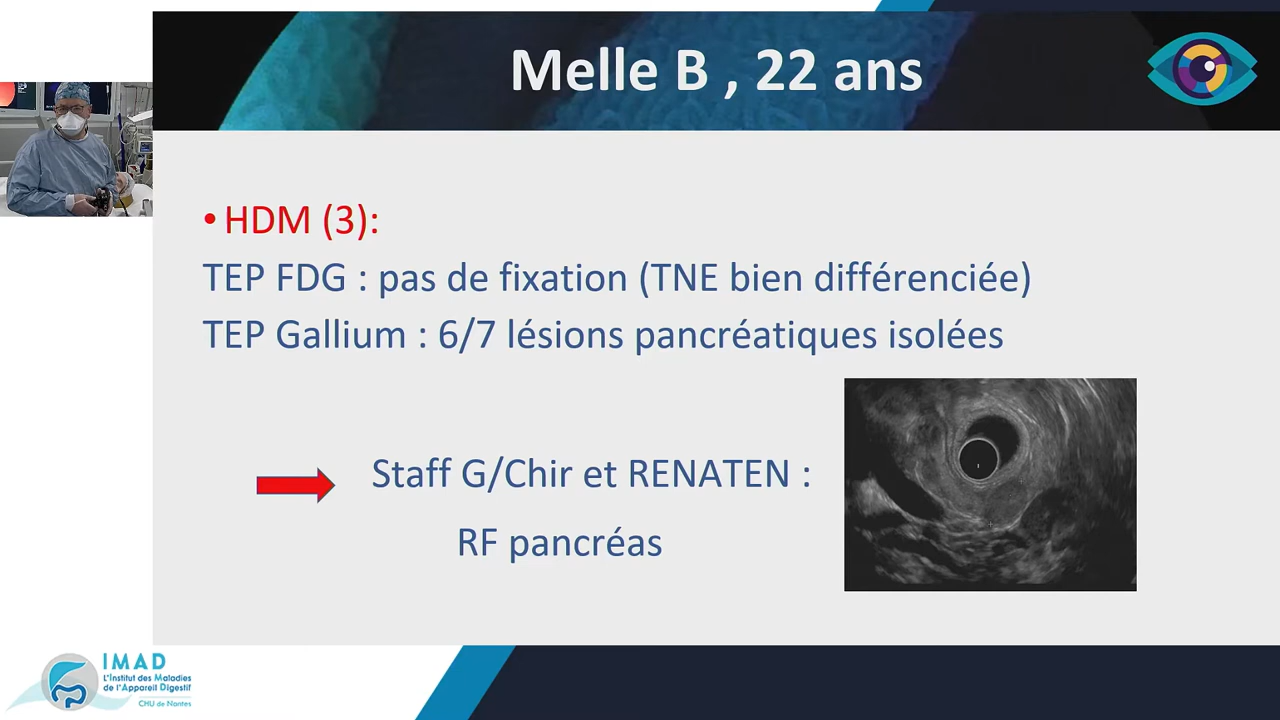 Melle B , 22 ans
• HDM (3):
TEP FDG : pas de fixation (TNE bien différenciée)
TEP Gallium : 6/7 lésions pancréatiques isolées
Staff G/Chir et RENATEN :
RF pancréas
IMAD
L'Institut des Maladies
de l'Appareil Digestif
CHU de Nantes